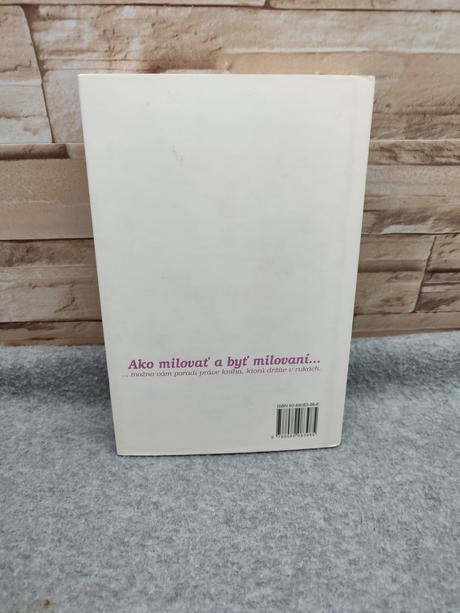 Ako milovať a byť milovaní...
... možno vám poradí práve kniha, ktorú držíte v rukách.